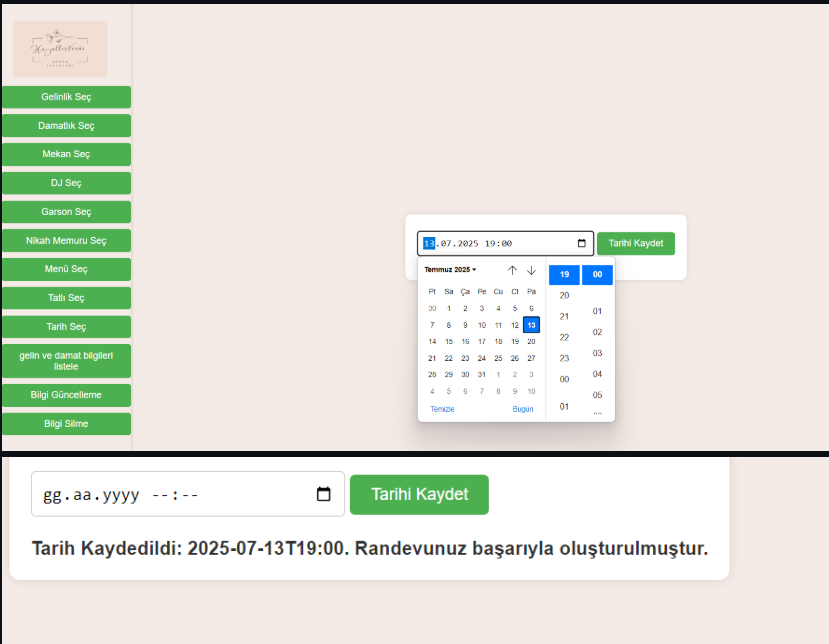 Gelinlik Seç
Damatlık Seç
Mekan Seç
DJ Seç
Garson Seç
Nikah Memuru Seç
Menü Seç
Tatlı Seç
Tarih Seç
gelin ve damat bilgileri
listele
Bilgi Güncelleme
Bilgi Silme
13.07.2025 19:00
Tarihi Kaydet
Temmuz 2025
Pt Sa Ça Pe Cu Ct Pa
30 1 2 3 4 5 6
7 8 9 10 11 12 13
14 15 16 17 18 19 20
21 22 23 24 25 26 27
28 29 30 31 1 2 3
4 5 6 7 8 9 10
Temizle Bugün
19 00
20
21 01
22 02
23 03
00 04
01 05
gg.aa.yyyy --:--
Tarihi Kaydet
Tarih Kaydedildi: 2025-07-13T19:00. Randevunuz başarıyla oluşturulmuştur.